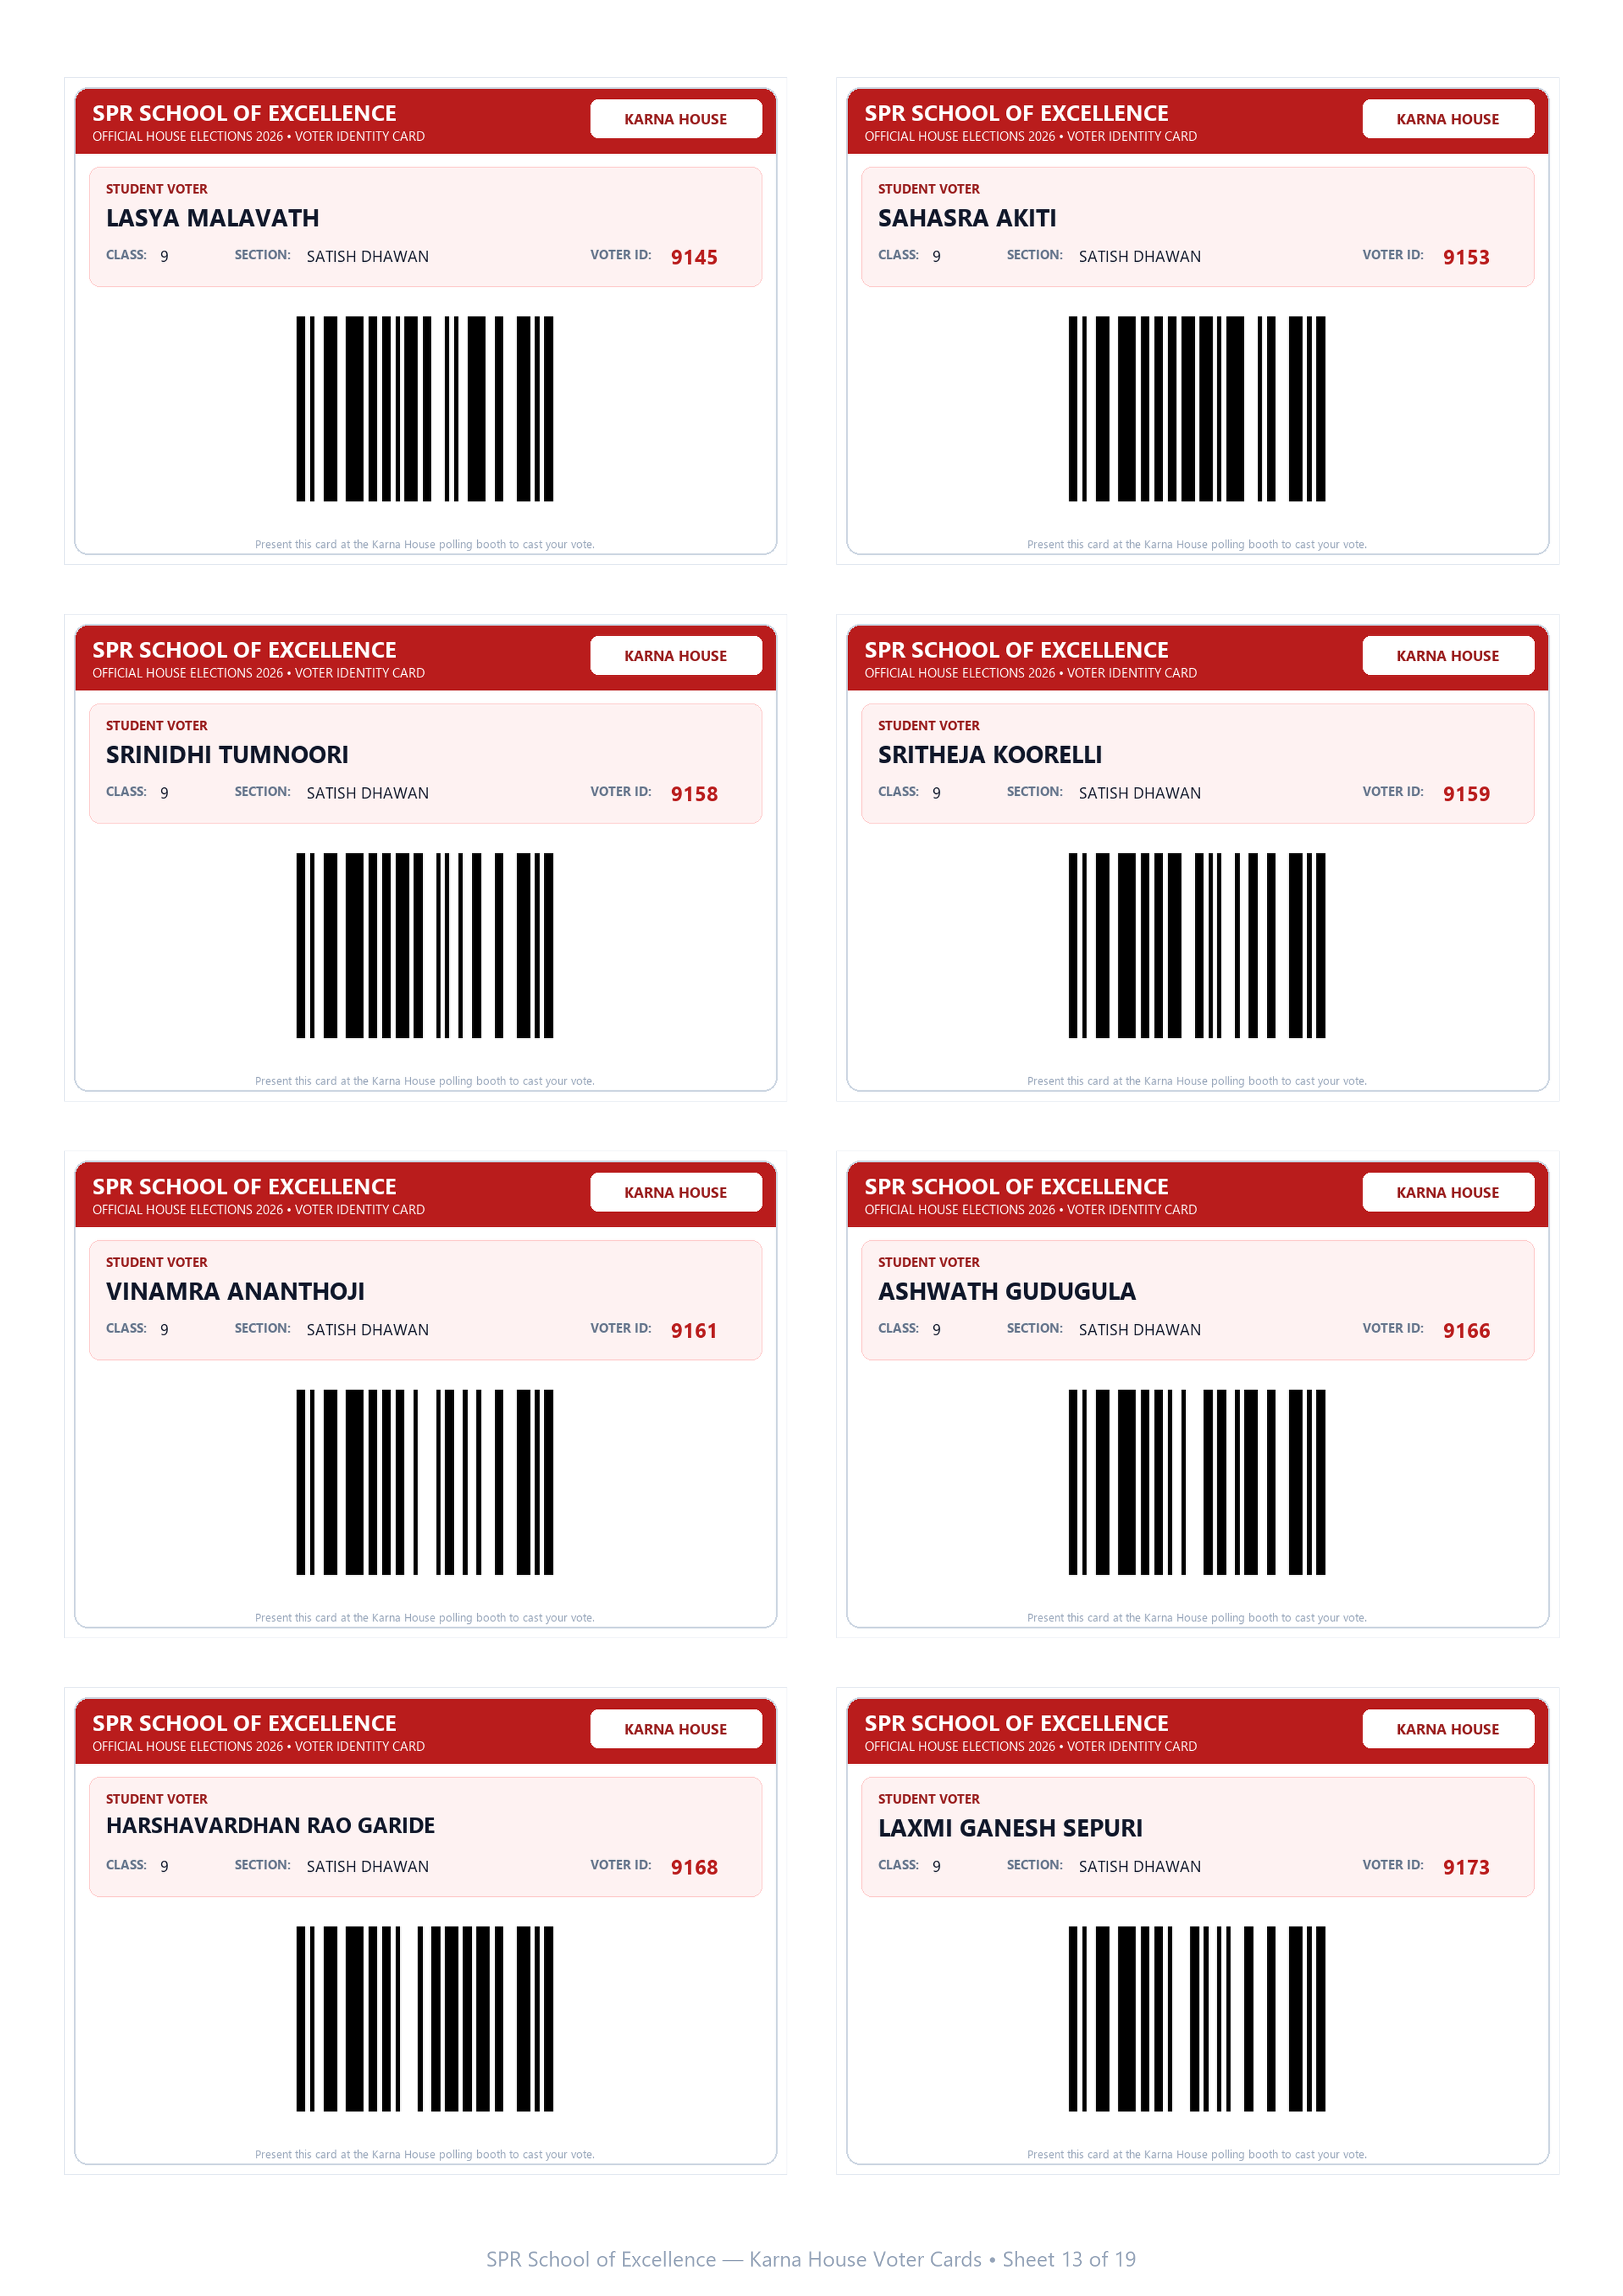 SPR SCHOOL OF EXCELLENCE
OFFICIAL HOUSE ELECTIONS 2026 • VOTER IDENTITY CARD
KARNA HOUSE
STUDENT VOTER
LASYA MALAVATH
CLASS: 9 SECTION: SATISH DHAWAN VOTER ID: 9145
Present this card at the Karna House polling booth to cast your vote.
SPR SCHOOL OF EXCELLENCE
OFFICIAL HOUSE ELECTIONS 2026 • VOTER IDENTITY CARD
KARNA HOUSE
STUDENT VOTER
SAHASRA AKITI
CLASS: 9 SECTION: SATISH DHAWAN VOTER ID: 9153
Present this card at the Karna House polling booth to cast your vote.
SPR SCHOOL OF EXCELLENCE
OFFICIAL HOUSE ELECTIONS 2026 • VOTER IDENTITY CARD
KARNA HOUSE
STUDENT VOTER
SRINIDHI TUMNOORI
CLASS: 9 SECTION: SATISH DHAWAN VOTER ID: 9158
Present this card at the Karna House polling booth to cast your vote.
SPR SCHOOL OF EXCELLENCE
OFFICIAL HOUSE ELECTIONS 2026 • VOTER IDENTITY CARD
KARNA HOUSE
STUDENT VOTER
SRITHEJA KOORELLI
CLASS: 9 SECTION: SATISH DHAWAN VOTER ID: 9159
Present this card at the Karna House polling booth to cast your vote.
SPR SCHOOL OF EXCELLENCE
OFFICIAL HOUSE ELECTIONS 2026 • VOTER IDENTITY CARD
KARNA HOUSE
STUDENT VOTER
VINAMRA ANANTHOJI
CLASS: 9 SECTION: SATISH DHAWAN VOTER ID: 9161
Present this card at the Karna House polling booth to cast your vote.
SPR SCHOOL OF EXCELLENCE
OFFICIAL HOUSE ELECTIONS 2026 • VOTER IDENTITY CARD
KARNA HOUSE
STUDENT VOTER
ASHWATH GUDUGULA
CLASS: 9 SECTION: SATISH DHAWAN VOTER ID: 9166
Present this card at the Karna House polling booth to cast your vote.
SPR SCHOOL OF EXCELLENCE
OFFICIAL HOUSE ELECTIONS 2026 • VOTER IDENTITY CARD
KARNA HOUSE
STUDENT VOTER
HARSHAVARDHAN RAO GARIDE
CLASS: 9 SECTION: SATISH DHAWAN VOTER ID: 9168
Present this card at the Karna House polling booth to cast your vote.
SPR SCHOOL OF EXCELLENCE
OFFICIAL HOUSE ELECTIONS 2026 • VOTER IDENTITY CARD
KARNA HOUSE
STUDENT VOTER
LAXMI GANESH SEPURI
CLASS: 9 SECTION: SATISH DHAWAN VOTER ID: 9173
Present this card at the Karna House polling booth to cast your vote.
SPR School of Excellence — Karna House Voter Cards • Sheet 13 of 19